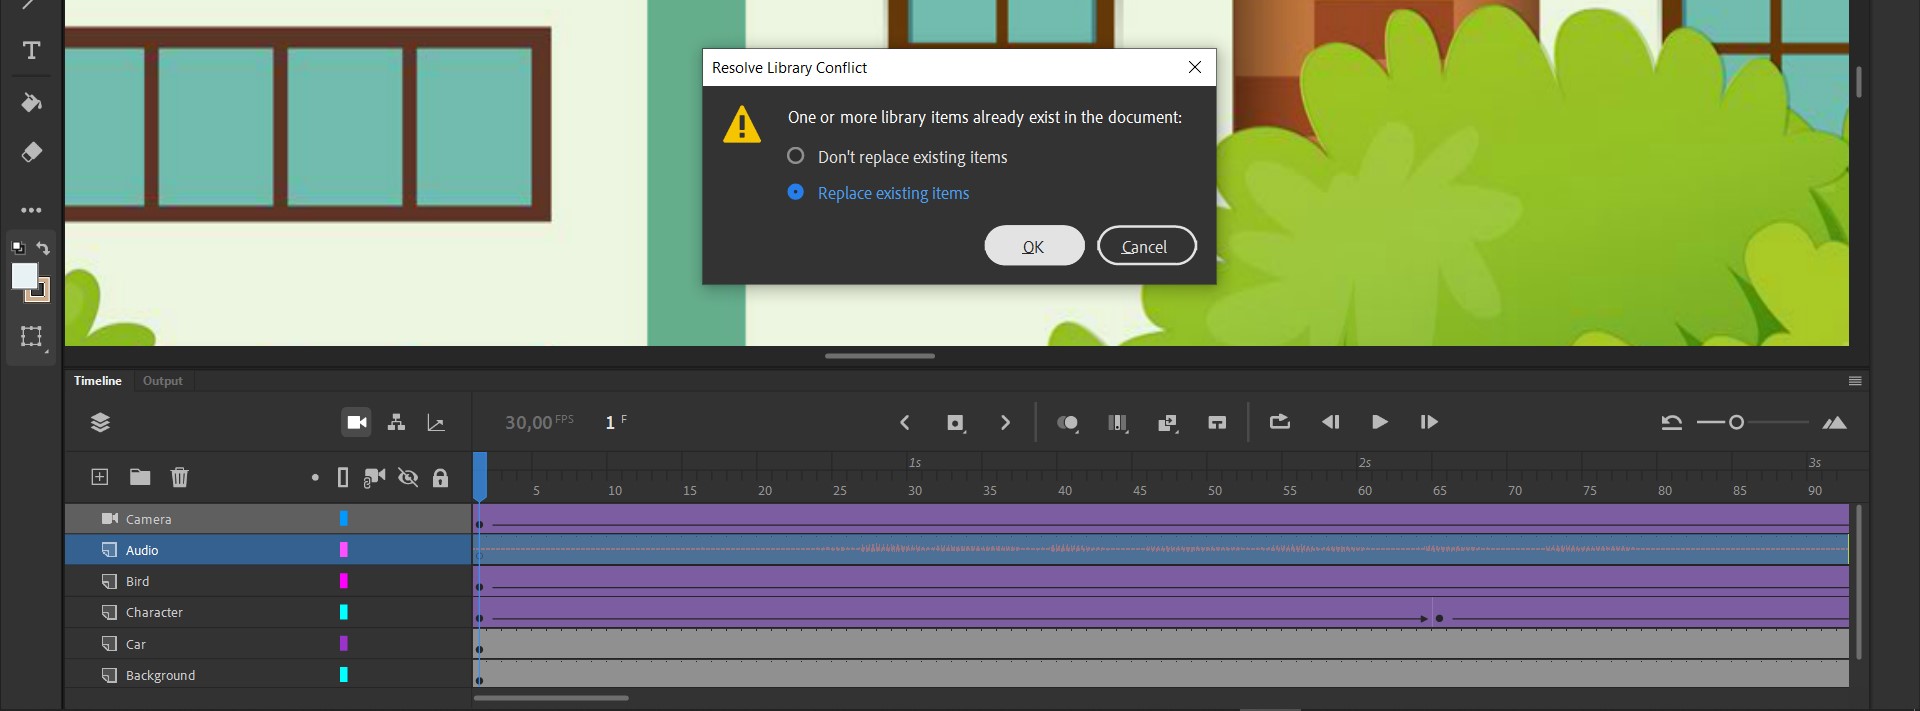 T
Resolve Library Conflict
One or more library items already exist in the document:
Don't replace existing items
Replace existing items
OK
Cancel
Timeline
Output
30,00 FPS
1 F
1s
2s
3s
5 10 15 20 25 30 35 40 45 50 55 60 65 70 75 80 85 90
Camera
Audio
Bird
Character
Car
Background